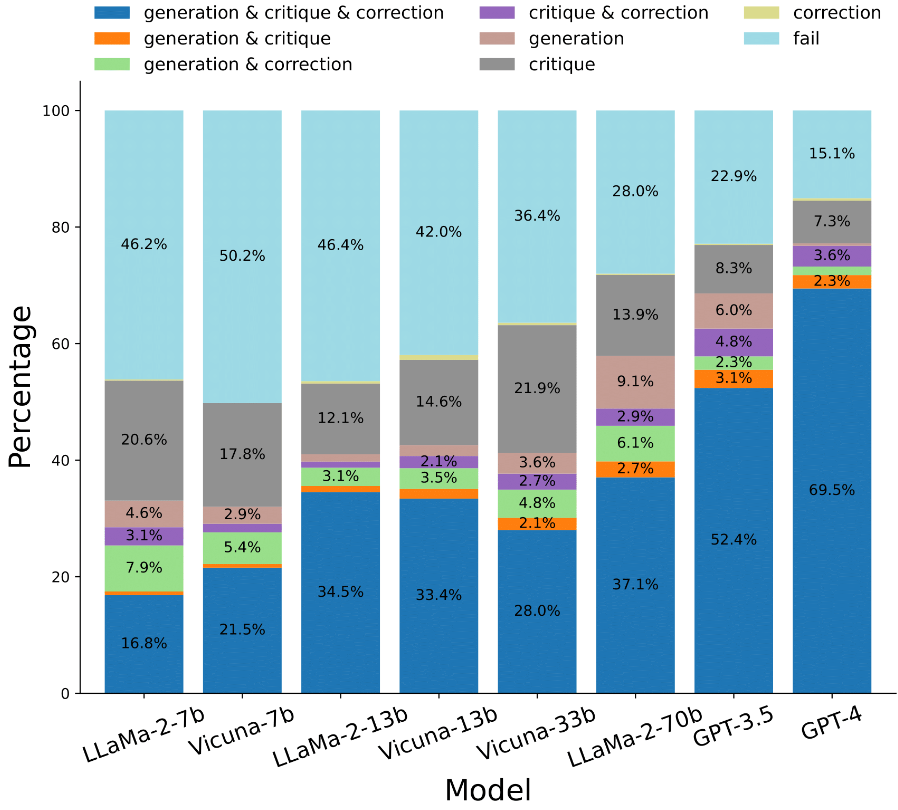 generation & critique & correction
generation & critique
generation & correction
critique & correction
generation
critique
correction
fail
Percentage
100
80
60
40
20
0
46.2%
20.6%
4.6%
3.1%
7.9%
16.8%
50.2%
17.8%
2.9%
5.4%
21.5%
46.4%
12.1%
3.1%
34.5%
42.0%
14.6%
2.1%
3.5%
33.4%
36.4%
21.9%
3.6%
2.7%
4.8%
2.1%
28.0%
28.0%
13.9%
9.1%
2.9%
6.1%
2.7%
37.1%
22.9%
8.3%
6.0%
4.8%
2.3%
3.1%
52.4%
15.1%
7.3%
3.6%
2.3%
69.5%
LLaMa-2-7b
Vicuna-7b
LLaMa-2-13b
Vicuna-13b
Vicuna-33b
LLaMa-2-70b
GPT-3.5
GPT-4
Model